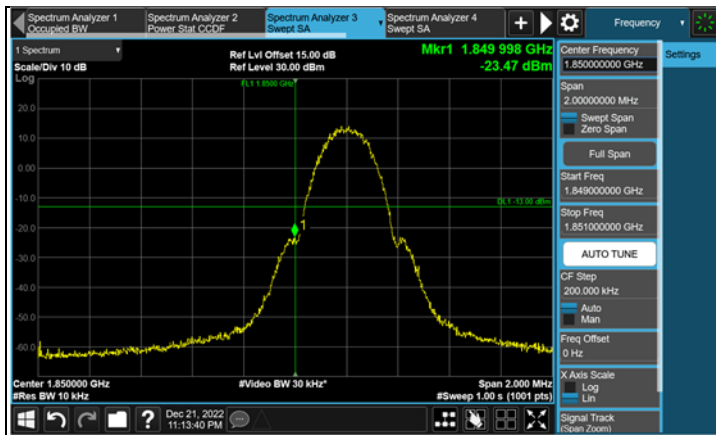 Spectrum Analyzer 1
Occupied BW
Spectrum Analyzer 2
Power Stat CCDF
Spectrum Analyzer 3
Swept SA
Spectrum Analyzer 4
Swept SA
Frequency
1 Spectrum
Scale/Div 10 dB
Log
Ref Lvl Offset 15.00 dB
Ref Level 30.00 dBm
Mkr1 1.849 998 GHz
-23.47 dBm
FL1 1.8500 GHz
20.0
10.0
0.00
-10.0
-20.0
-30.0
-40.0
-50.0
-60.0
DL1 -13.00 dBm
1
Center 1.850000 GHz
#Res BW 10 kHz
#Video BW 30 kHz*
Span 2.000 MHz
#Sweep 1.00 s (1001 pts)
Center Frequency
1.850000000 GHz
Settings
Span
2.00000000 MHz
Swept Span
Zero Span
Full Span
Start Freq
1.849000000 GHz
Stop Freq
1.851000000 GHz
AUTO TUNE
CF Step
200.000 kHz
Auto
Man
Freq Offset
0 Hz
X Axis Scale
Log
Lin
Signal Track
(Span Zoom)
?
Dec 21, 2022
11:13:40 PM